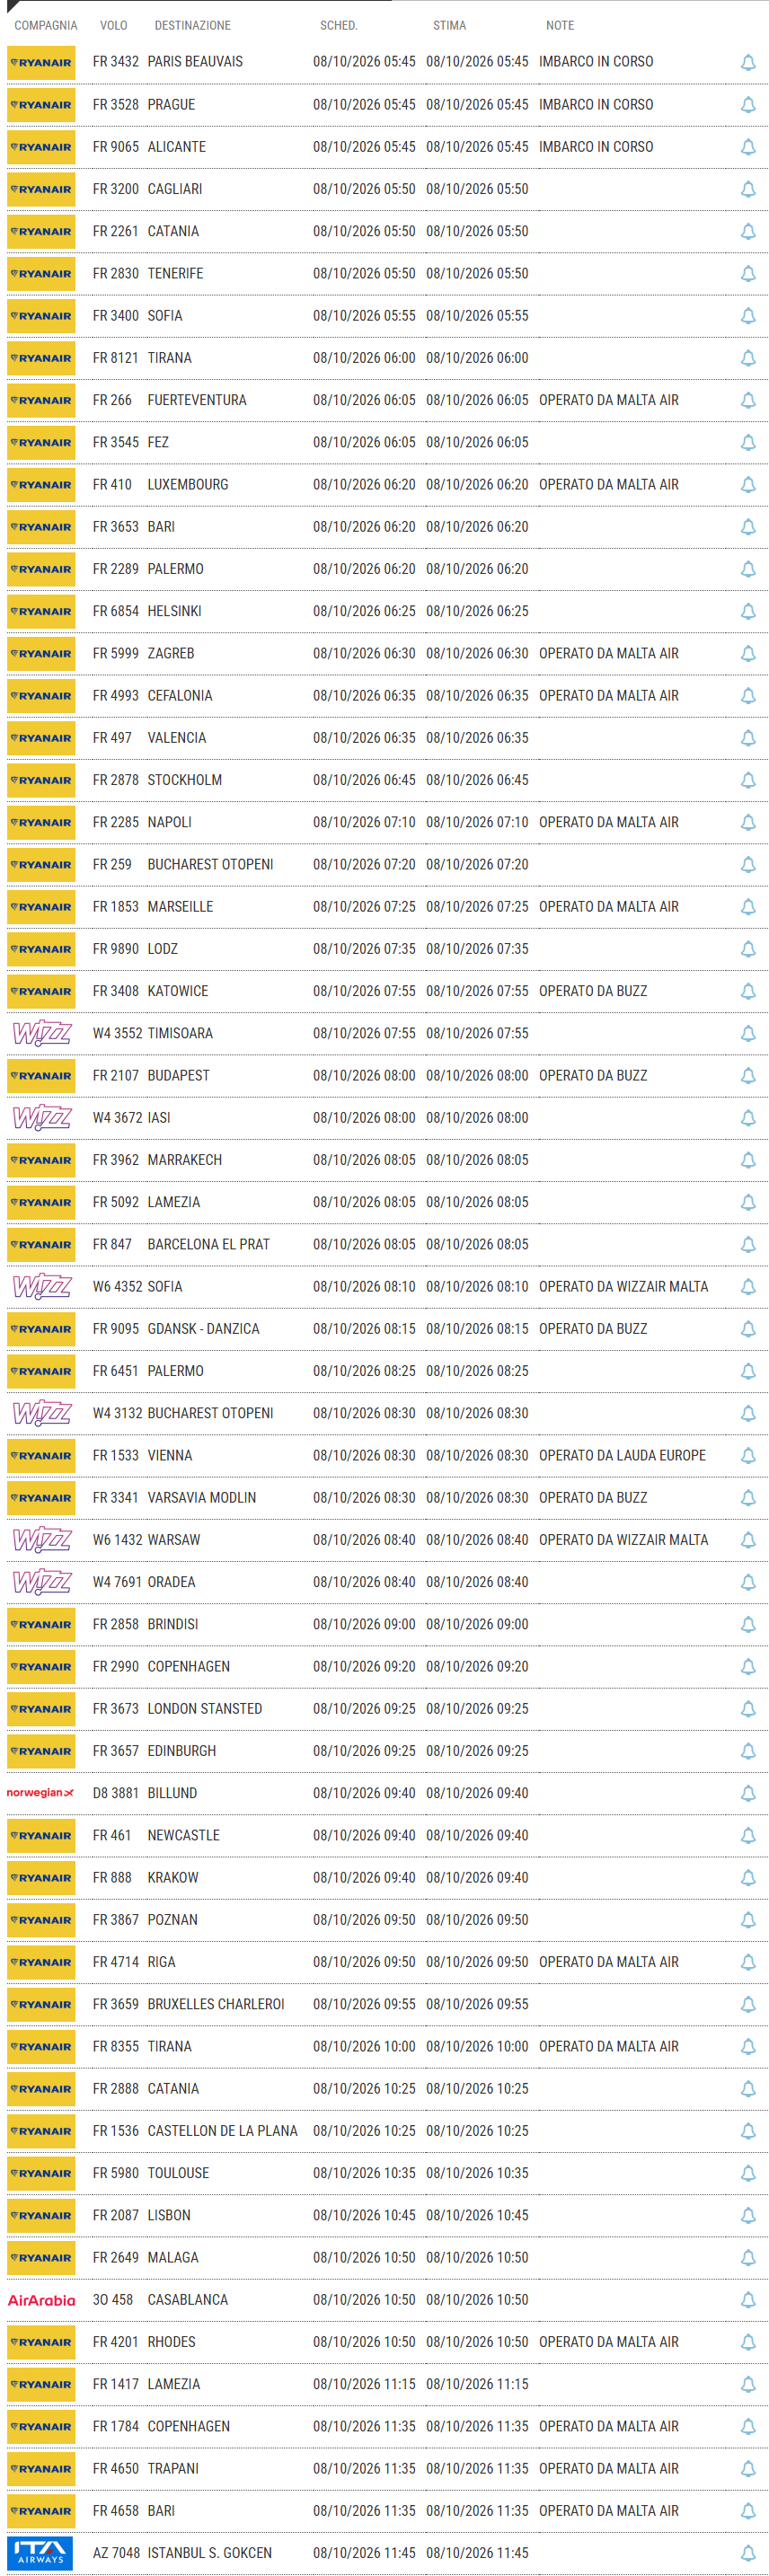 COMPAGNIA VOLO DESTINAZIONE SCHED. STIMA NOTE
RYANAIR FR 3432 PARIS BEAUVAIS 08/10/2026 05:45 08/10/2026 05:45 IMBARCO IN CORSO
RYANAIR FR 3528 PRAGUE 08/10/2026 05:45 08/10/2026 05:45 IMBARCO IN CORSO
RYANAIR FR 9065 ALICANTE 08/10/2026 05:45 08/10/2026 05:45 IMBARCO IN CORSO
RYANAIR FR 3200 CAGLIARI 08/10/2026 05:50 08/10/2026 05:50
RYANAIR FR 2261 CATANIA 08/10/2026 05:50 08/10/2026 05:50
RYANAIR FR 2830 TENERIFE 08/10/2026 05:50 08/10/2026 05:50
RYANAIR FR 3400 SOFIA 08/10/2026 05:55 08/10/2026 05:55
RYANAIR FR 8121 TIRANA 08/10/2026 06:00 08/10/2026 06:00
RYANAIR FR 266 FUERTEVENTURA 08/10/2026 06:05 08/10/2026 06:05 OPERATO DA MALTA AIR
RYANAIR FR 3545 FEZ 08/10/2026 06:05 08/10/2026 06:05
RYANAIR FR 410 LUXEMBOURG 08/10/2026 06:20 08/10/2026 06:20 OPERATO DA MALTA AIR
RYANAIR FR 3653 BARI 08/10/2026 06:20 08/10/2026 06:20
RYANAIR FR 2289 PALERMO 08/10/2026 06:20 08/10/2026 06:20
RYANAIR FR 6854 HELSINKI 08/10/2026 06:25 08/10/2026 06:25
RYANAIR FR 5999 ZAGREB 08/10/2026 06:30 08/10/2026 06:30 OPERATO DA MALTA AIR
RYANAIR FR 4993 CEFALONIA 08/10/2026 06:35 08/10/2026 06:35 OPERATO DA MALTA AIR
RYANAIR FR 497 VALENCIA 08/10/2026 06:35 08/10/2026 06:35
RYANAIR FR 2878 STOCKHOLM 08/10/2026 06:45 08/10/2026 06:45
RYANAIR FR 2285 NAPOLI 08/10/2026 07:10 08/10/2026 07:10 OPERATO DA MALTA AIR
RYANAIR FR 259 BUCHAREST OTOPENI 08/10/2026 07:20 08/10/2026 07:20
RYANAIR FR 1853 MARSEILLE 08/10/2026 07:25 08/10/2026 07:25 OPERATO DA MALTA AIR
RYANAIR FR 9890 LODZ 08/10/2026 07:35 08/10/2026 07:35
RYANAIR FR 3408 KATOWICE 08/10/2026 07:55 08/10/2026 07:55 OPERATO DA BUZZ
WIZZ W4 3552 TIMISOARA 08/10/2026 07:55 08/10/2026 07:55
RYANAIR FR 2107 BUDAPEST 08/10/2026 08:00 08/10/2026 08:00 OPERATO DA BUZZ
WIZZ W4 3672 IASI 08/10/2026 08:00 08/10/2026 08:00
RYANAIR FR 3962 MARRAKECH 08/10/2026 08:05 08/10/2026 08:05
RYANAIR FR 5092 LAMEZIA 08/10/2026 08:05 08/10/2026 08:05
RYANAIR FR 847 BARCELONA EL PRAT 08/10/2026 08:05 08/10/2026 08:05
WIZZ W6 4352 SOFIA 08/10/2026 08:10 08/10/2026 08:10 OPERATO DA WIZZAIR MALTA
RYANAIR FR 9095 GDANSK - DANZICA 08/10/2026 08:15 08/10/2026 08:15 OPERATO DA BUZZ
RYANAIR FR 6451 PALERMO 08/10/2026 08:25 08/10/2026 08:25
WIZZ W4 3132 BUCHAREST OTOPENI 08/10/2026 08:30 08/10/2026 08:30
RYANAIR FR 1533 VIENNA 08/10/2026 08:30 08/10/2026 08:30 OPERATO DA LAUDA EUROPE
RYANAIR FR 3341 VARSAVIA MODLIN 08/10/2026 08:30 08/10/2026 08:30 OPERATO DA BUZZ
WIZZ W6 1432 WARSAW 08/10/2026 08:40 08/10/2026 08:40 OPERATO DA WIZZAIR MALTA
WIZZ W4 7691 ORADEA 08/10/2026 08:40 08/10/2026 08:40
RYANAIR FR 2858 BRINDISI 08/10/2026 09:00 08/10/2026 09:00
RYANAIR FR 2990 COPENHAGEN 08/10/2026 09:20 08/10/2026 09:20
RYANAIR FR 3673 LONDON STANSTED 08/10/2026 09:25 08/10/2026 09:25
RYANAIR FR 3657 EDINBURGH 08/10/2026 09:25 08/10/2026 09:25
norwegian D8 3881 BILLUND 08/10/2026 09:40 08/10/2026 09:40
RYANAIR FR 461 NEWCASTLE 08/10/2026 09:40 08/10/2026 09:40
RYANAIR FR 888 KRAKOW 08/10/2026 09:40 08/10/2026 09:40
RYANAIR FR 3867 POZNAN 08/10/2026 09:50 08/10/2026 09:50
RYANAIR FR 4714 RIGA 08/10/2026 09:50 08/10/2026 09:50 OPERATO DA MALTA AIR
RYANAIR FR 3659 BRUXELLES CHARLEROI 08/10/2026 09:55 08/10/2026 09:55
RYANAIR FR 8355 TIRANA 08/10/2026 10:00 08/10/2026 10:00 OPERATO DA MALTA AIR
RYANAIR FR 2888 CATANIA 08/10/2026 10:25 08/10/2026 10:25
RYANAIR FR 1536 CASTELLON DE LA PLANA 08/10/2026 10:25 08/10/2026 10:25
RYANAIR FR 5980 TOULOUSE 08/10/2026 10:35 08/10/2026 10:35
RYANAIR FR 2087 LISBON 08/10/2026 10:45 08/10/2026 10:45
RYANAIR FR 2649 MALAGA 08/10/2026 10:50 08/10/2026 10:50
AirArabia 3O 458 CASABLANCA 08/10/2026 10:50 08/10/2026 10:50
RYANAIR FR 4201 RHODES 08/10/2026 10:50 08/10/2026 10:50 OPERATO DA MALTA AIR
RYANAIR FR 1417 LAMEZIA 08/10/2026 11:15 08/10/2026 11:15
RYANAIR FR 1784 COPENHAGEN 08/10/2026 11:35 08/10/2026 11:35 OPERATO DA MALTA AIR
RYANAIR FR 4650 TRAPANI 08/10/2026 11:35 08/10/2026 11:35 OPERATO DA MALTA AIR
RYANAIR FR 4658 BARI 08/10/2026 11:35 08/10/2026 11:35 OPERATO DA MALTA AIR
ITA AIRWAYS AZ 7048 ISTANBUL S. GOKCEN 08/10/2026 11:45 08/10/2026 11:45